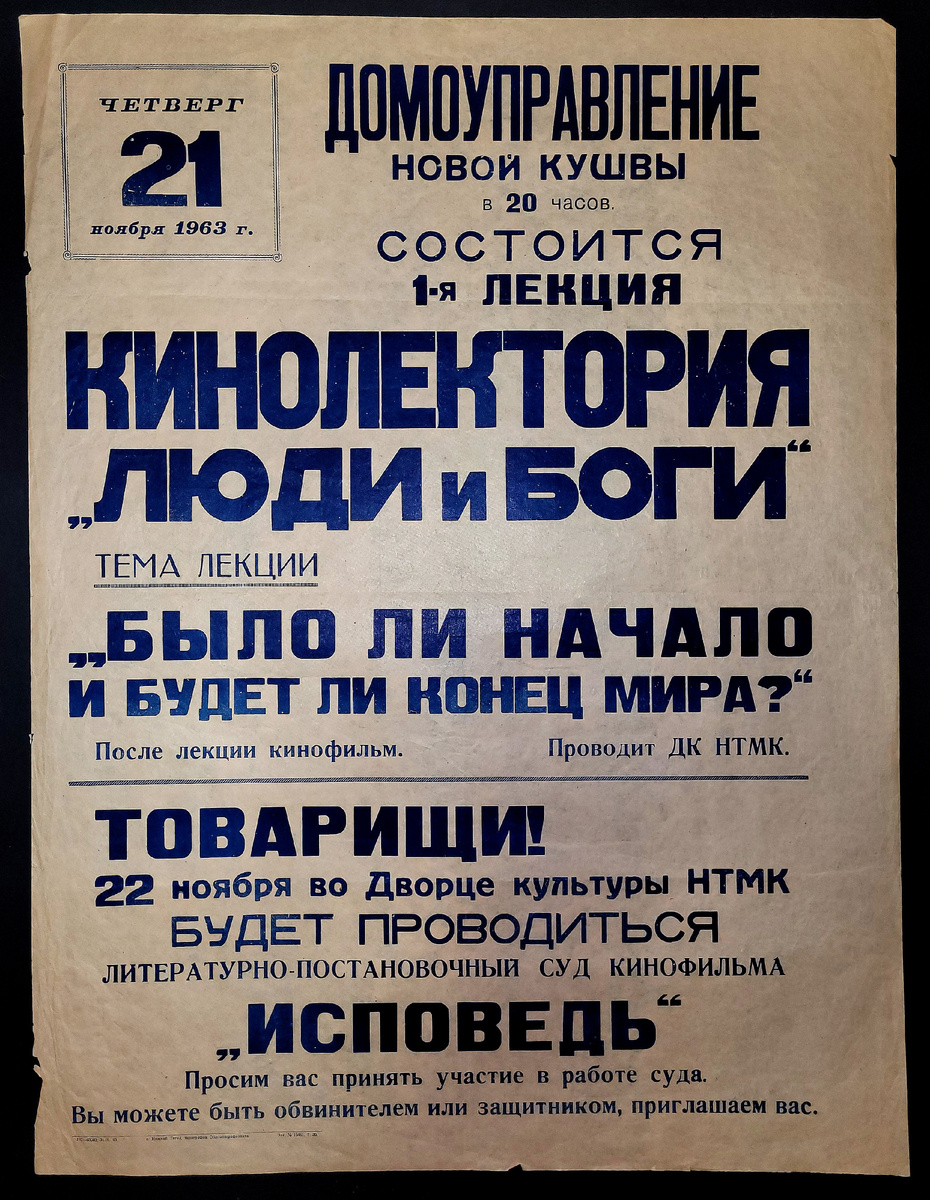 ЧЕТВЕРГ
21
ноября 1963 г.
ДОМОУПРАВЛЕНИЕ
НОВОЙ КУШВЫ
в 20 часов.
СОСТОИТСЯ
1-я ЛЕКЦИЯ
КИНОЛЕКТОРИЯ
„ЛЮДИ и БОГИ“
ТЕМА ЛЕКЦИИ
„БЫЛО ЛИ НАЧАЛО
И БУДЕТ ЛИ КОНЕЦ МИРА?“
После лекции кинофильм. Проводит ДК НТМК.
ТОВАРИЩИ!
22 ноября во Дворце культуры НТМК
БУДЕТ ПРОВОДИТЬСЯ
ЛИТЕРАТУРНО-ПОСТАНОВОЧНЫЙ СУД КИНОФИЛЬМА
„ИСПОВЕДЬ“
Просим вас принять участие в работе суда.
Вы можете быть обвинителем или защитником, приглашаем вас.